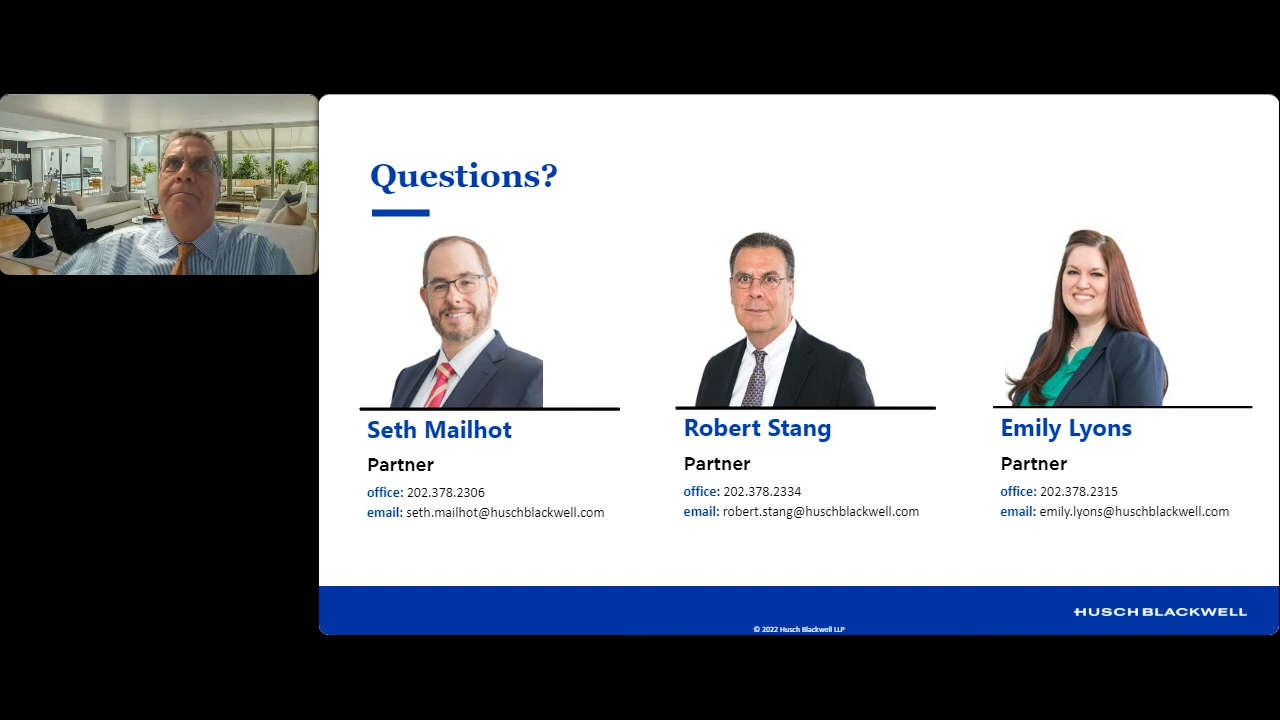 Questions?
Seth Mailhot
Partner
office: 202.378.2306
email: seth.mailhot@huschblackwell.com
Robert Stang
Partner
office: 202.378.2334
email: robert.stang@huschblackwell.com
Emily Lyons
Partner
office: 202.378.2315
email: emily.lyons@huschblackwell.com
HUSCH BLACKWELL
© 2022 Husch Blackwell LLP